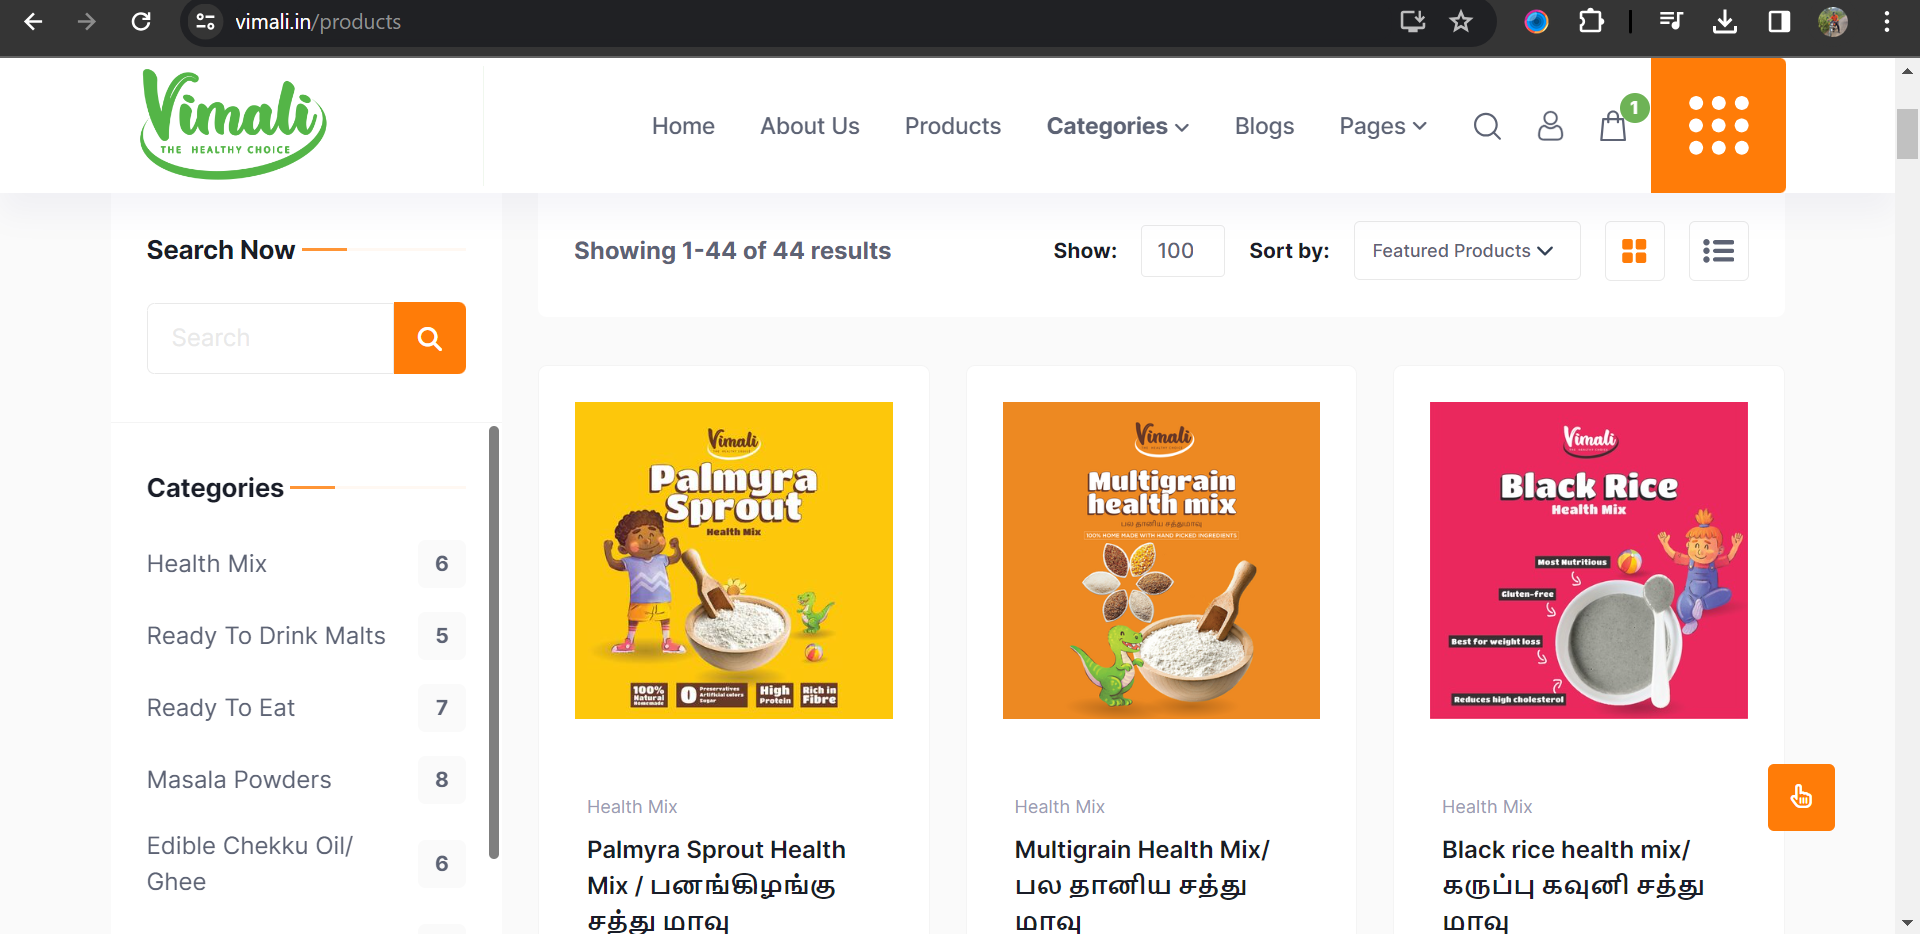 vimali.in/products
Vimali
THE HEALTHY CHOICE
Home
About Us
Products
Categories
Blogs
Pages
1
Search Now
Search
Showing 1-44 of 44 results
Show:
100
Sort by:
Featured Products
Categories
Health Mix
6
Ready To Drink Malts
5
Ready To Eat
7
Masala Powders
8
Edible Chekku Oil/
Ghee
6
Vimali
Palmyra
Sprout
Health Mix
100%
Natural
Homemade
0
Preservatives
Artificial colors
Sugar
High
Protein
Rich in
Fibre
Health Mix
Palmyra Sprout Health
Mix / பனங்கிழங்கு
சத்து மாவு
Vimali
Multigrain
health mix
பல தானிய சத்துமாவு
100% HOME MADE WITH HAND PICKED INGREDIENTS
Health Mix
Multigrain Health Mix/
பல தானிய சத்து
மாவு
Vimali
Black Rice
Health Mix
Most Nutritious
Gluten-free
Best for weight loss
Reduces high cholesterol
Health Mix
Black rice health mix/
கருப்பு கவுனி சத்து
மாவு